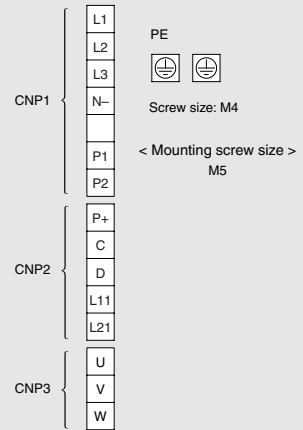 L1
L2
L3
N–
P1
P2
CNP1
PE
Screw size: M4
< Mounting screw size >
M5
P+
C
D
L11
L21
CNP2
U
V
W
CNP3